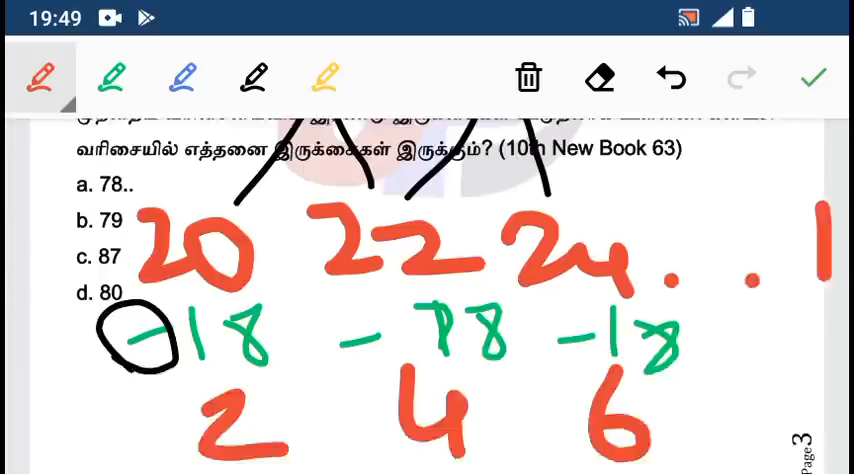 19:49
வரிசையில் எத்தனை இருக்கைகள் இருக்கும்? (10th New Book 63)
a. 78..
b. 79
c. 87
d. 80
20 22 24 . . 1
-18 -18 -18
2 4 6
Page 3